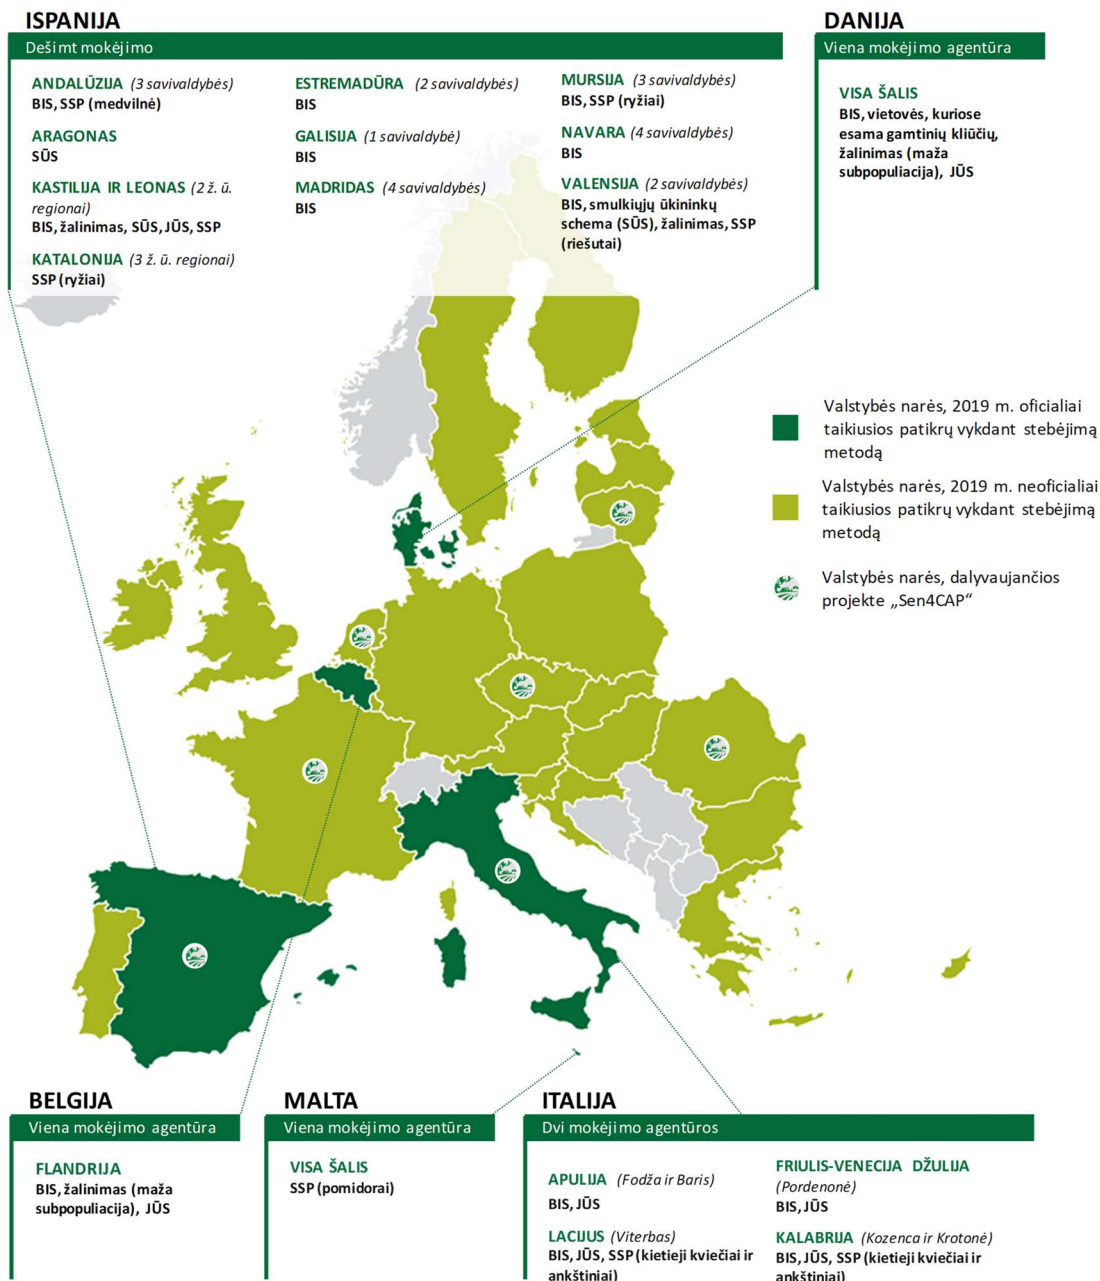 ISPANIJA
Dešimt mokėjimo
ANDALŪZIJA (3 savivaldybės)
BIS, SSP (medvilnė)
ARAGONAS
SŪS
KASTILIJA IR LEONAS (2 ž. ū.
regionai)
BIS, žalinimas, SŪS, JŪS, SSP
KATALONIJA (3 ž. ū. regionai)
SSP (ryžiai)
ESTREMADŪRA (2 savivaldybės)
BIS
GALISIJA (1 savivaldybė)
BIS
MADRIDAS (4 savivaldybės)
BIS
MURSIJA (3 savivaldybės)
BIS, SSP (ryžiai)
NAVARA (4 savivaldybės)
BIS
VALENSIJA (2 savivaldybės)
BIS, smulkiųjų ūkininkų
schema (SŪS), žalinimas, SSP
(riešutai)
DANIJA
Viena mokėjimo agentūra
VISA ŠALIS
BIS, vietovės, kuriose
esama gamtinių kliūčių,
žalinimas (maža
subpopuliacija), JŪS
Valstybės narės, 2019 m. oficialiai
taikiusios patikrų vykdant stebėjimą
metodą
Valstybės narės, 2019 m. neoficialiai
taikiusios patikrų vykdant stebėjimą
metodą
Valstybės narės, dalyvaujančios
projekte „Sen4CAP“
BELGIJA
Viena mokėjimo agentūra
FLANDRIJA
BIS, žalinimas (maža
subpopuliacija), JŪS
MALTA
Viena mokėjimo agentūra
VISA ŠALIS
SSP (pomidorai)
ITALIJA
Dvi mokėjimo agentūros
APULIJA (Fodža ir Baris)
BIS, JŪS
LACIJUS (Viterbas)
BIS, JŪS, SSP (kietieji kviečiai ir
ankštiniai)
FRIULIS-VENECIJA DŽULIJA
(Pordenonė)
BIS, JŪS
KALABRIJA (Kozenca ir Krotonė)
BIS, JŪS, SSP (kietieji kviečiai ir
ankštiniai)